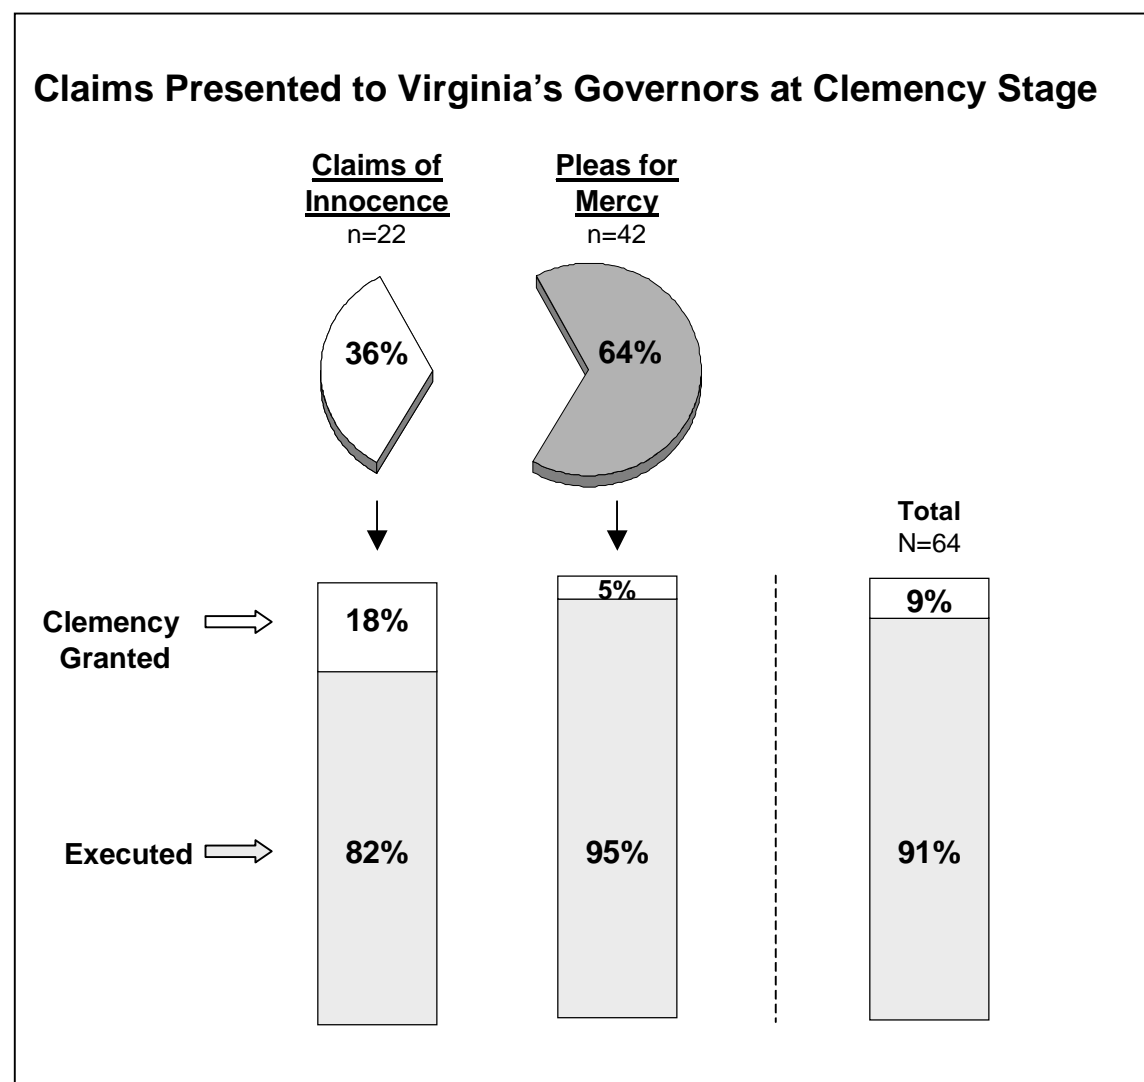 Claims Presented to Virginia's Governors at Clemency Stage
Claims of
Innocence
n=22
Pleas for
Mercy
n=42
36%
64%
Total
N=64
Clemency
Granted
18%
5%
9%
Executed
82%
95%
91%